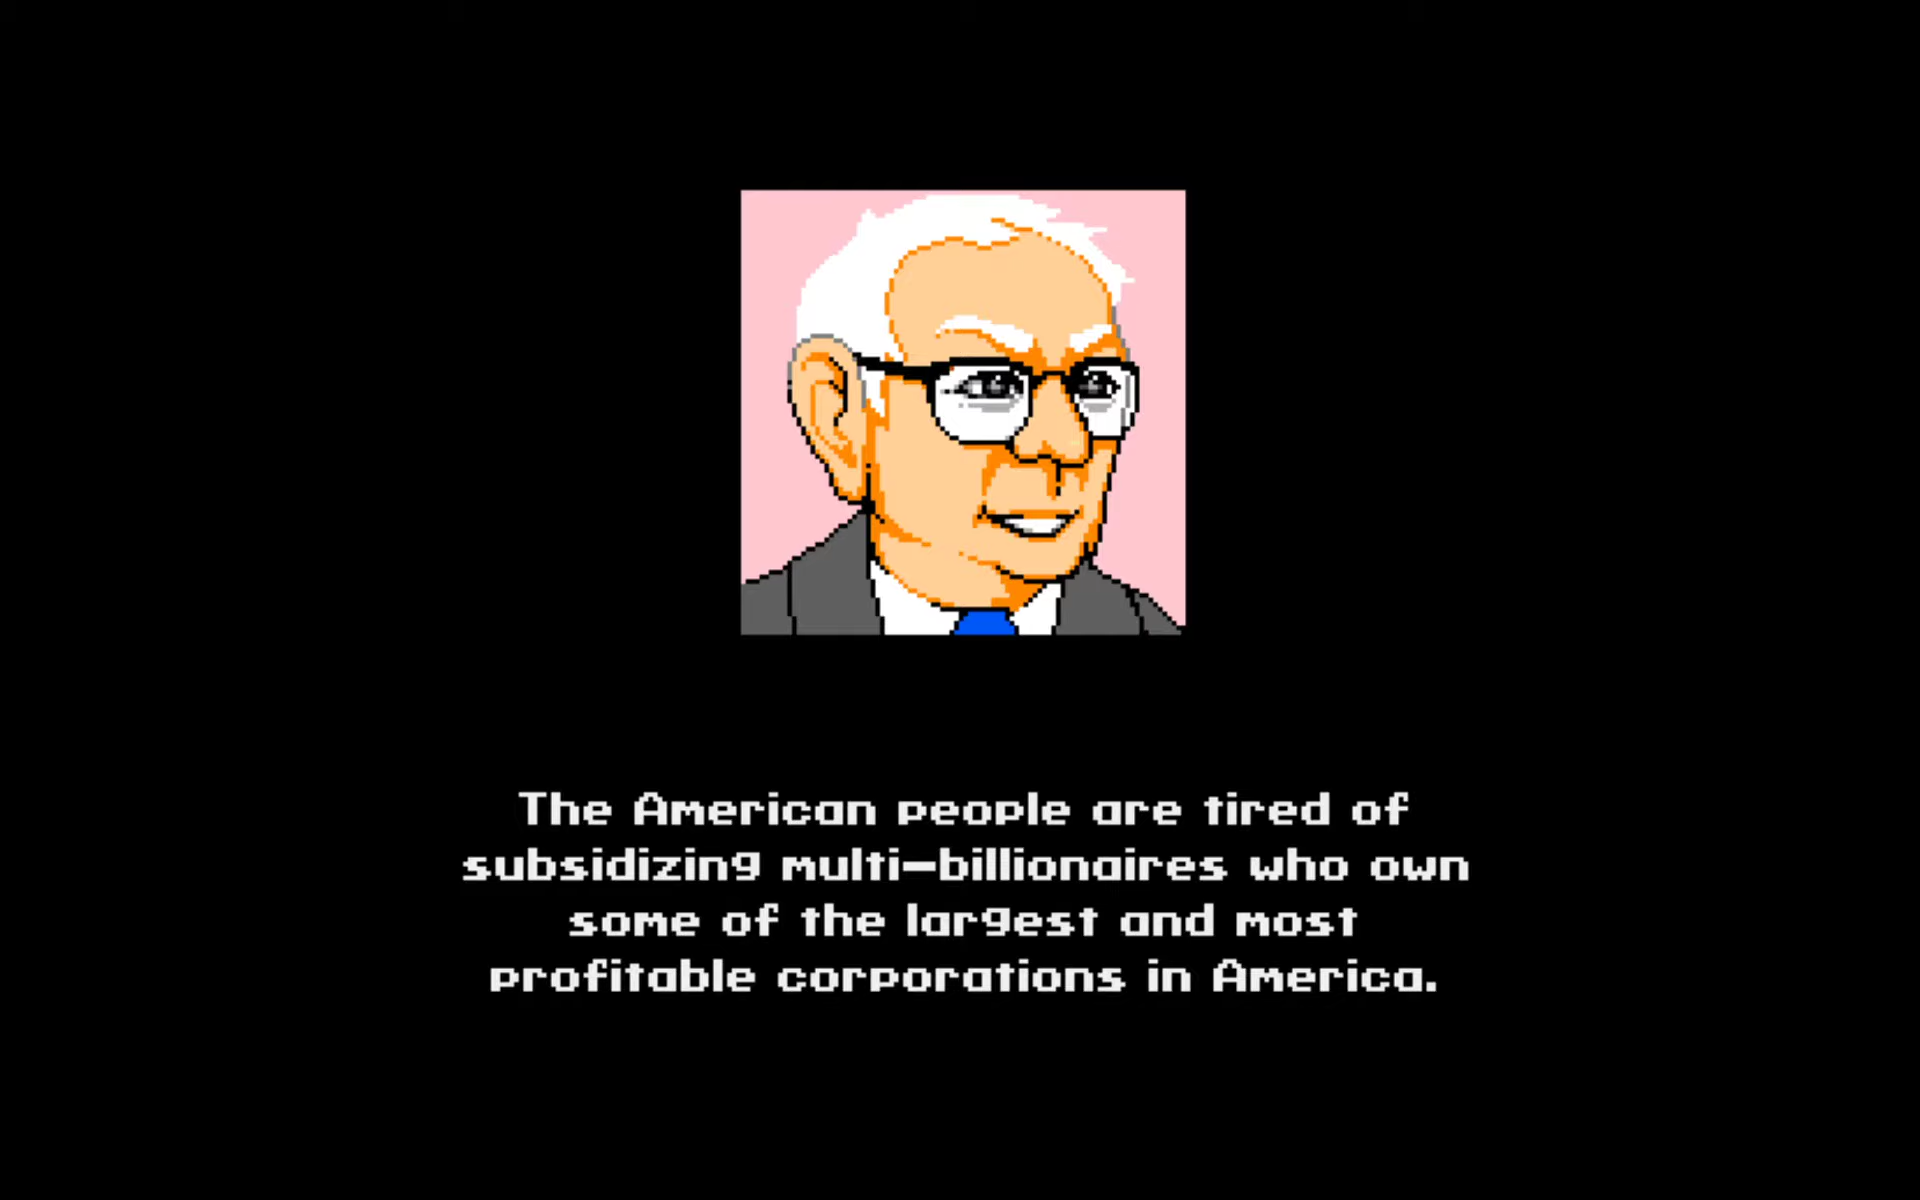 The American people are tired of
subsidizing multi-billionaires who own
some of the largest and most
profitable corporations in America.